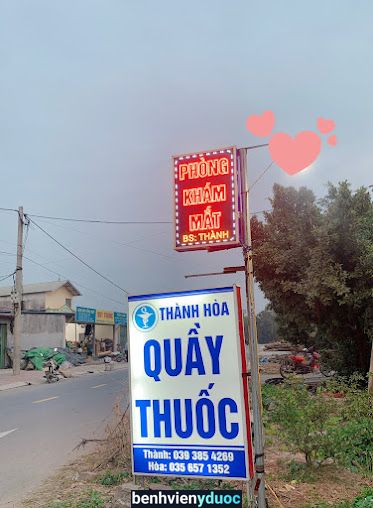 PHÒNG
KHÁM
MẮT
BS: THÀNH
THÀNH HÒA
QUẦY
THUỐC
Thành: 039 385 4269
Hòa: 035 657 1352
benhvienyduoc